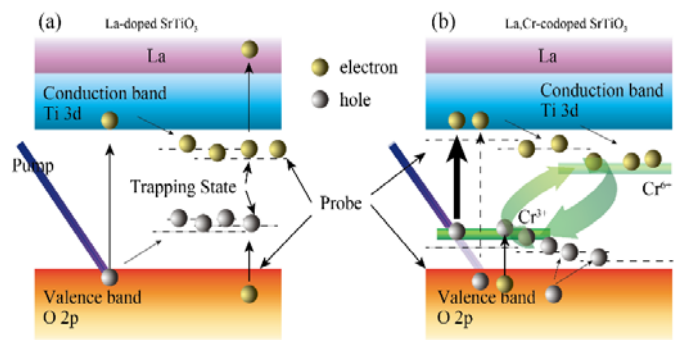 (a)
La-doped SrTiO₃
La
Conduction band
Ti 3d
Pump
Trapping State
Valence band
O 2p
electron
hole
Probe
(b)
La,Cr-codoped SrTiO₃
La
Conduction band
Ti 3d
Cr⁶⁺
Cr³⁺
Valence band
O 2p